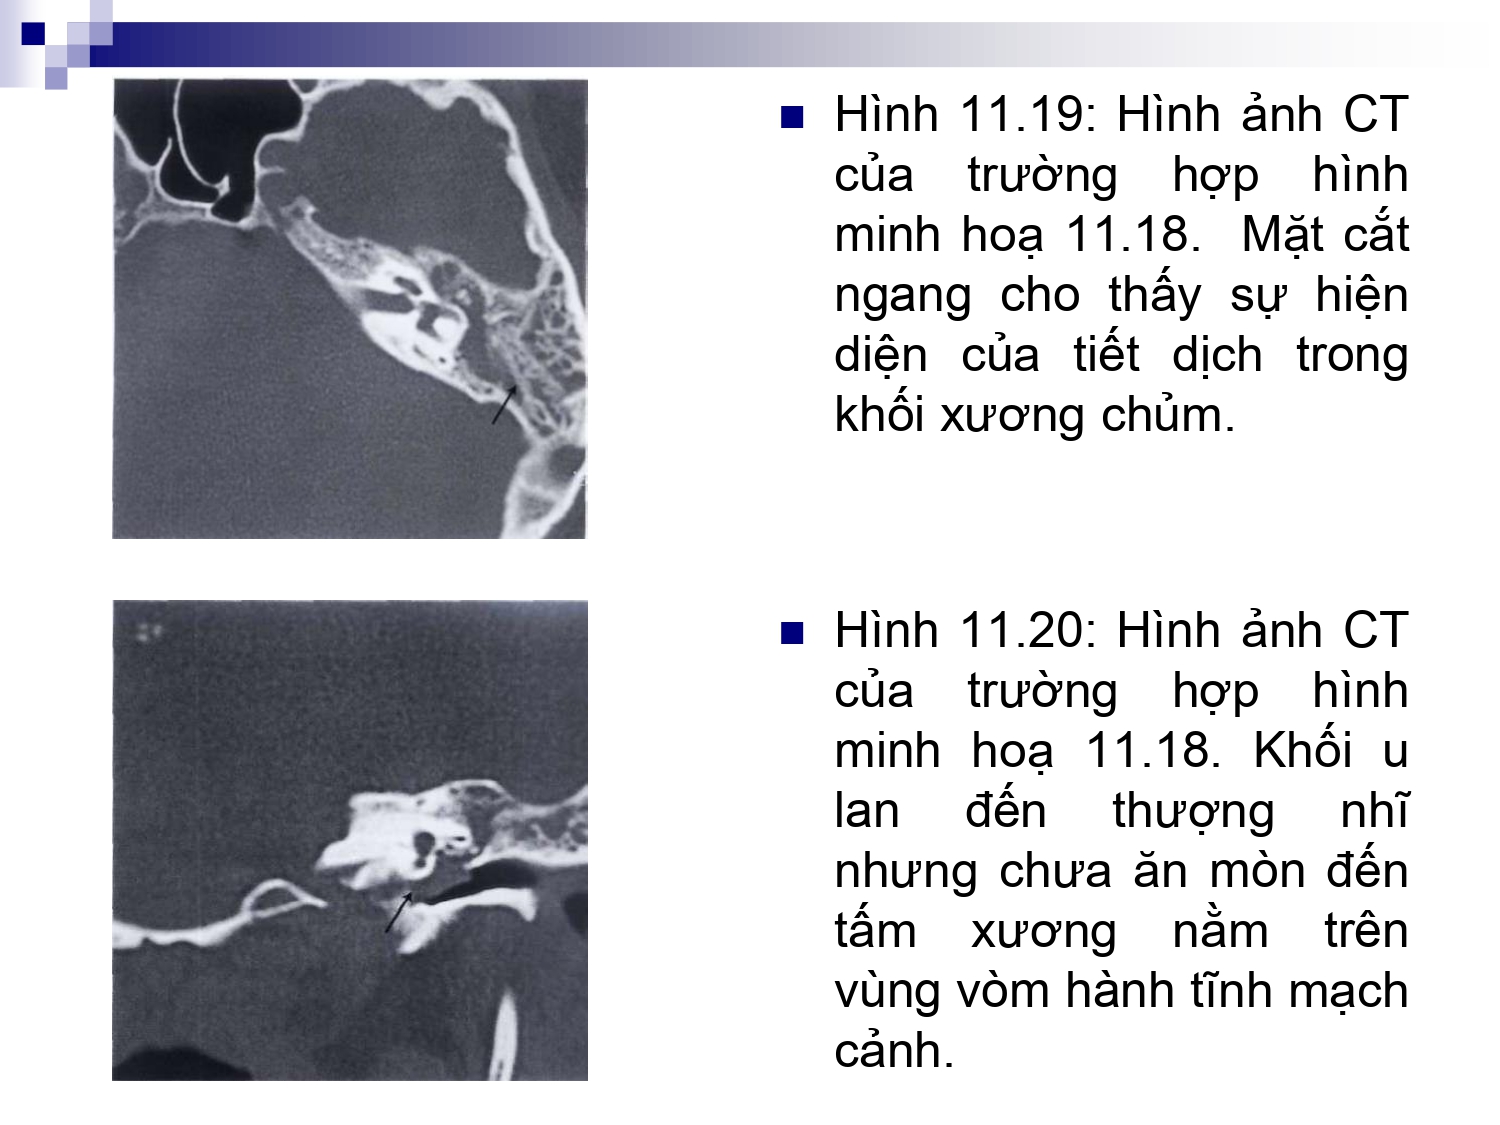 Hình 11.19: Hình ảnh CT
của trường hợp hình
minh hoạ 11.18. Mặt cắt
ngang cho thấy sự hiện
diện của tiết dịch trong
khối xương chủm.
Hình 11.20: Hình ảnh CT
của trường hợp hình
minh hoạ 11.18. Khối u
lan đến thượng nhĩ
nhưng chưa ăn mòn đến
tấm xương nằm trên
vùng vòm hành tĩnh mạch
cảnh.